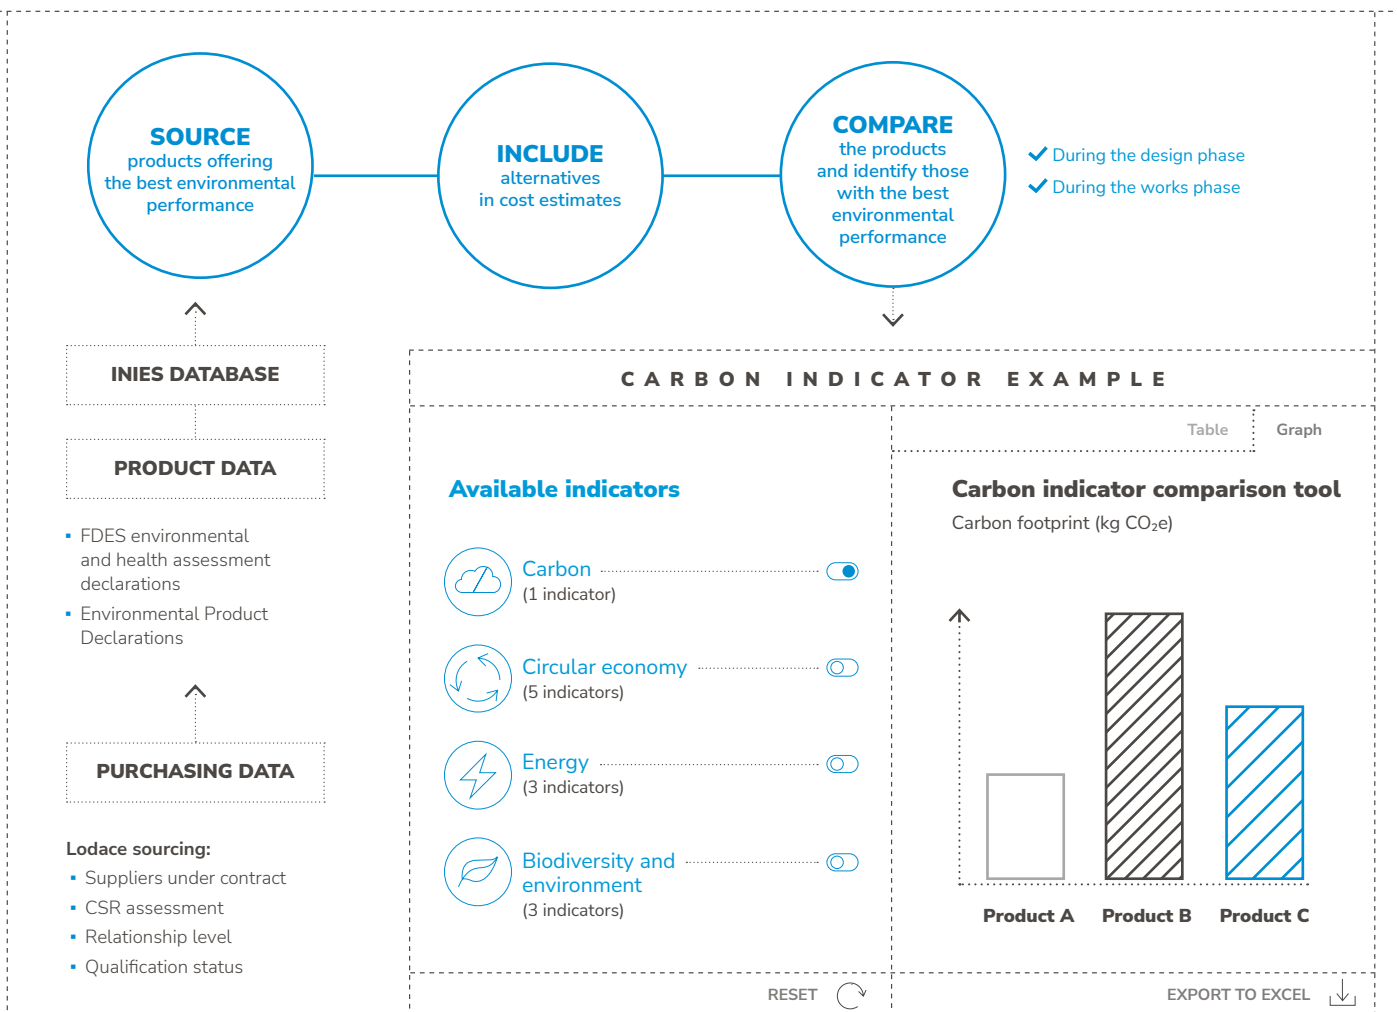 SOURCE
products offering
the best environmental
performance
INCLUDE
alternatives
in cost estimates
COMPARE
the products
and identify those
with the best
environmental
performance
During the design phase
During the works phase
INIES DATABASE
PRODUCT DATA
FDES environmental
and health assessment
declarations
Environmental Product
Declarations
PURCHASING DATA
Lodace sourcing:
Suppliers under contract
CSR assessment
Relationship level
Qualification status
CARBON INDICATOR EXAMPLE
Available indicators
Carbon
(1 indicator)
Circular economy
(5 indicators)
Energy
(3 indicators)
Biodiversity and
environment
(3 indicators)
RESET
Table
Graph
Carbon indicator comparison tool
Carbon footprint (kg CO₂e)
Product A
Product B
Product C
EXPORT TO EXCEL